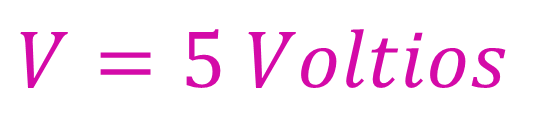 V = 5 Voltios